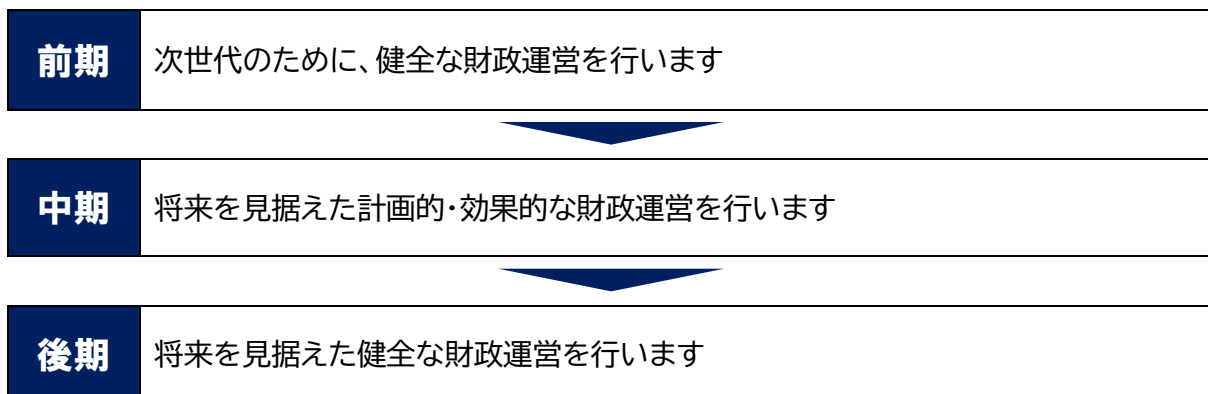 前期
次世代のために、健全な財政運営を行います
中期
将来を見据えた計画的・効果的な財政運営を行います
後期
将来を見据えた健全な財政運営を行います